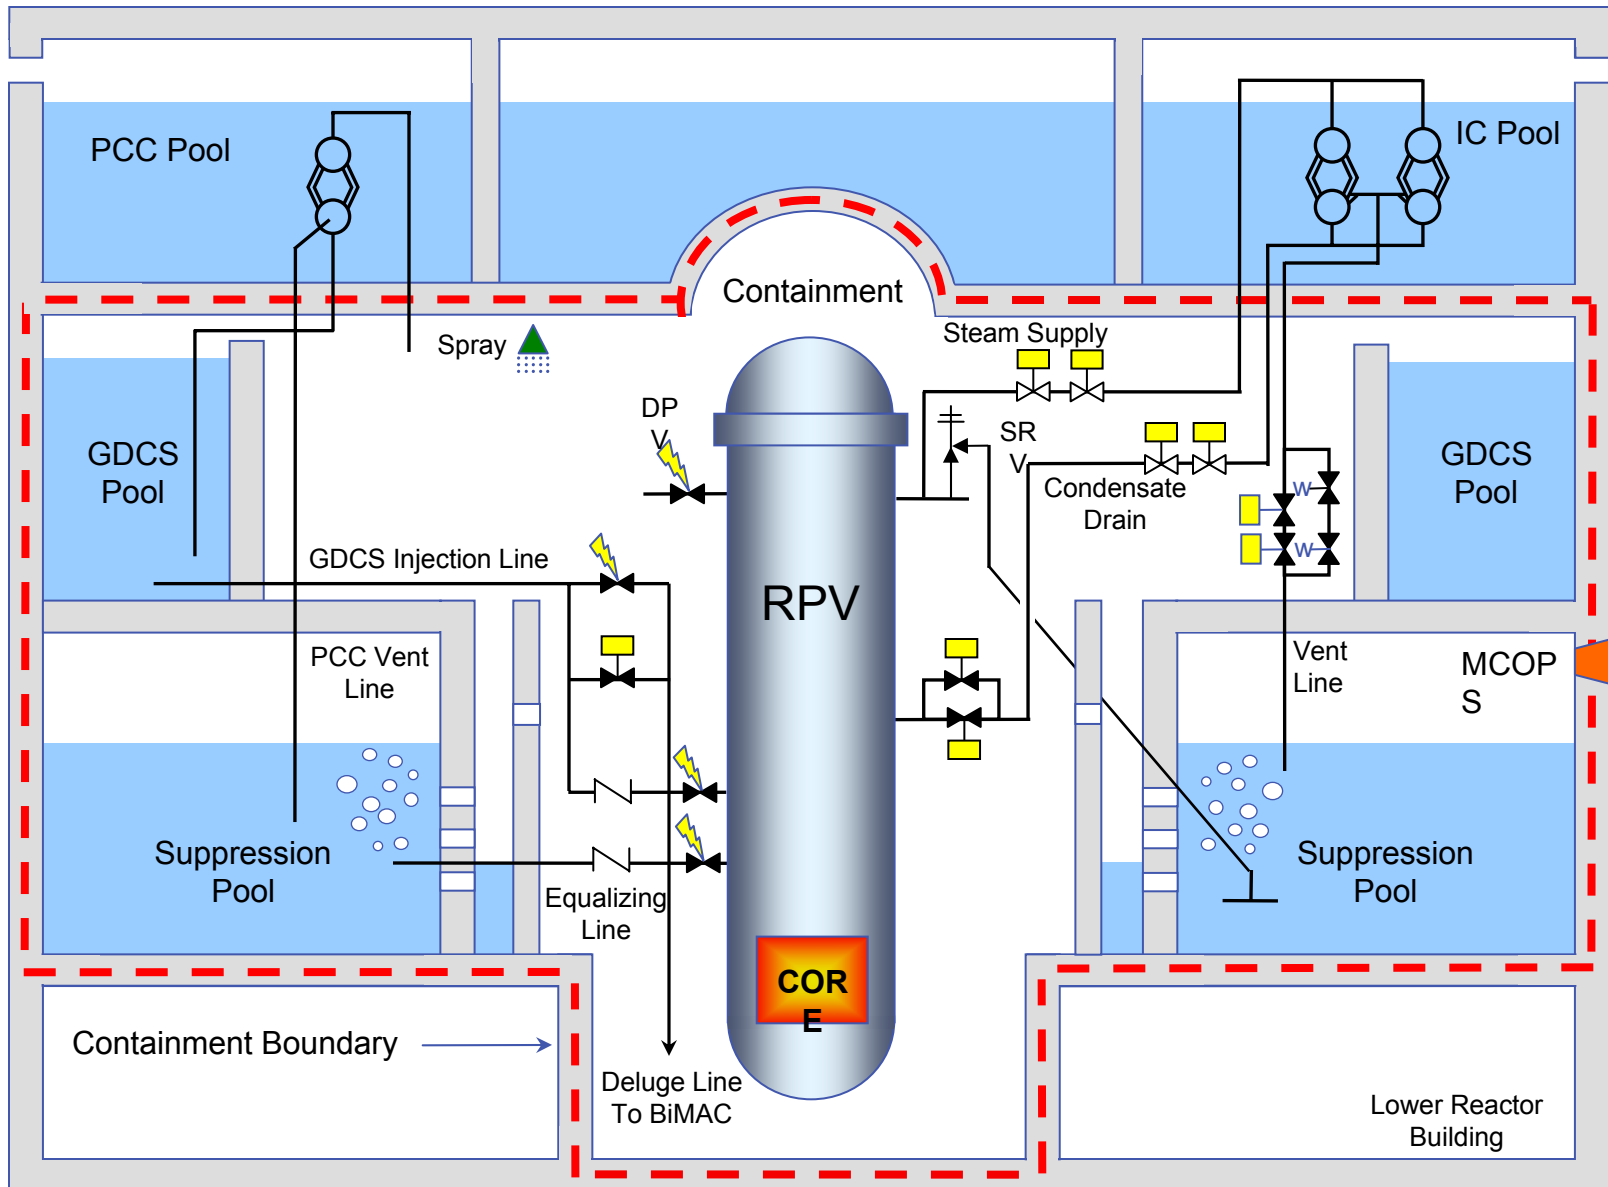 PCC Pool
IC Pool
Containment
Spray
Steam Supply
DP
V
SR
V
GDCS
Pool
GDCS
Pool
Condensate
Drain
W
W
GDCS Injection Line
RPV
PCC Vent
Line
Vent
Line
MCOP
S
Suppression
Pool
Suppression
Pool
Equalizing
Line
COR
E
Containment Boundary
Deluge Line
To BiMAC
Lower Reactor
Building